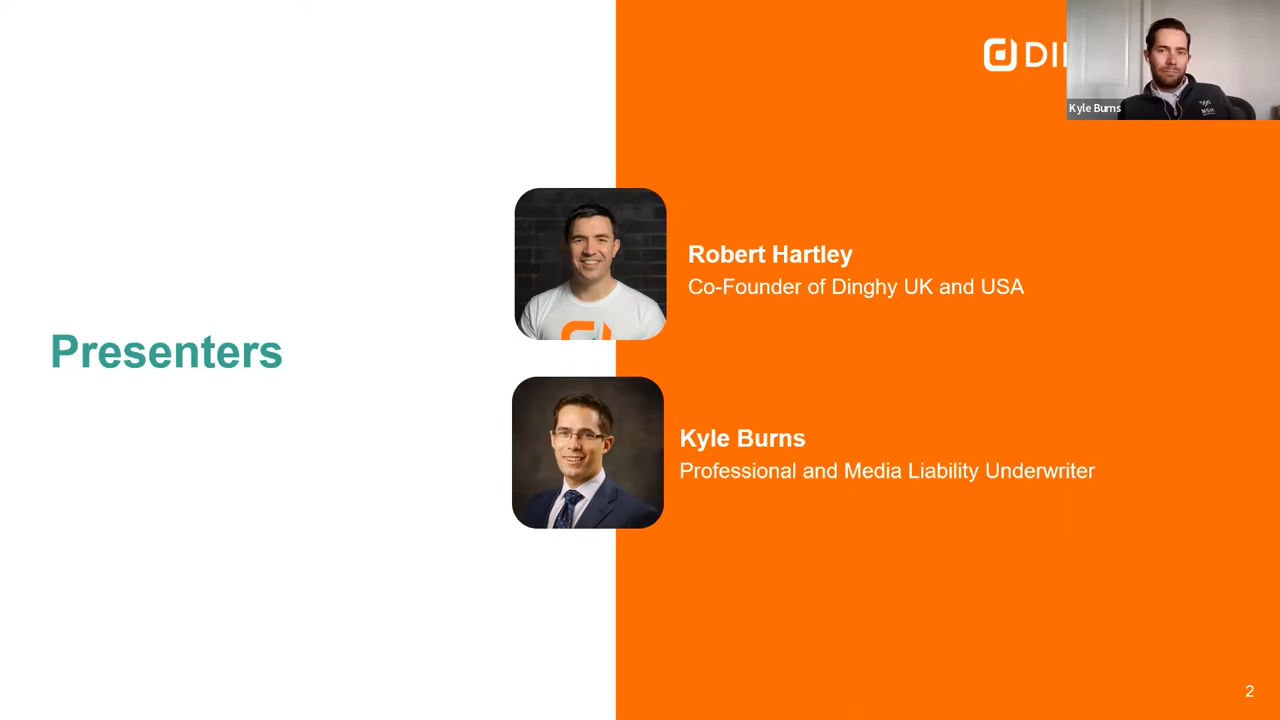 Kyle Burns
Presenters
Robert Hartley
Co-Founder of Dinghy UK and USA
Kyle Burns
Professional and Media Liability Underwriter
2